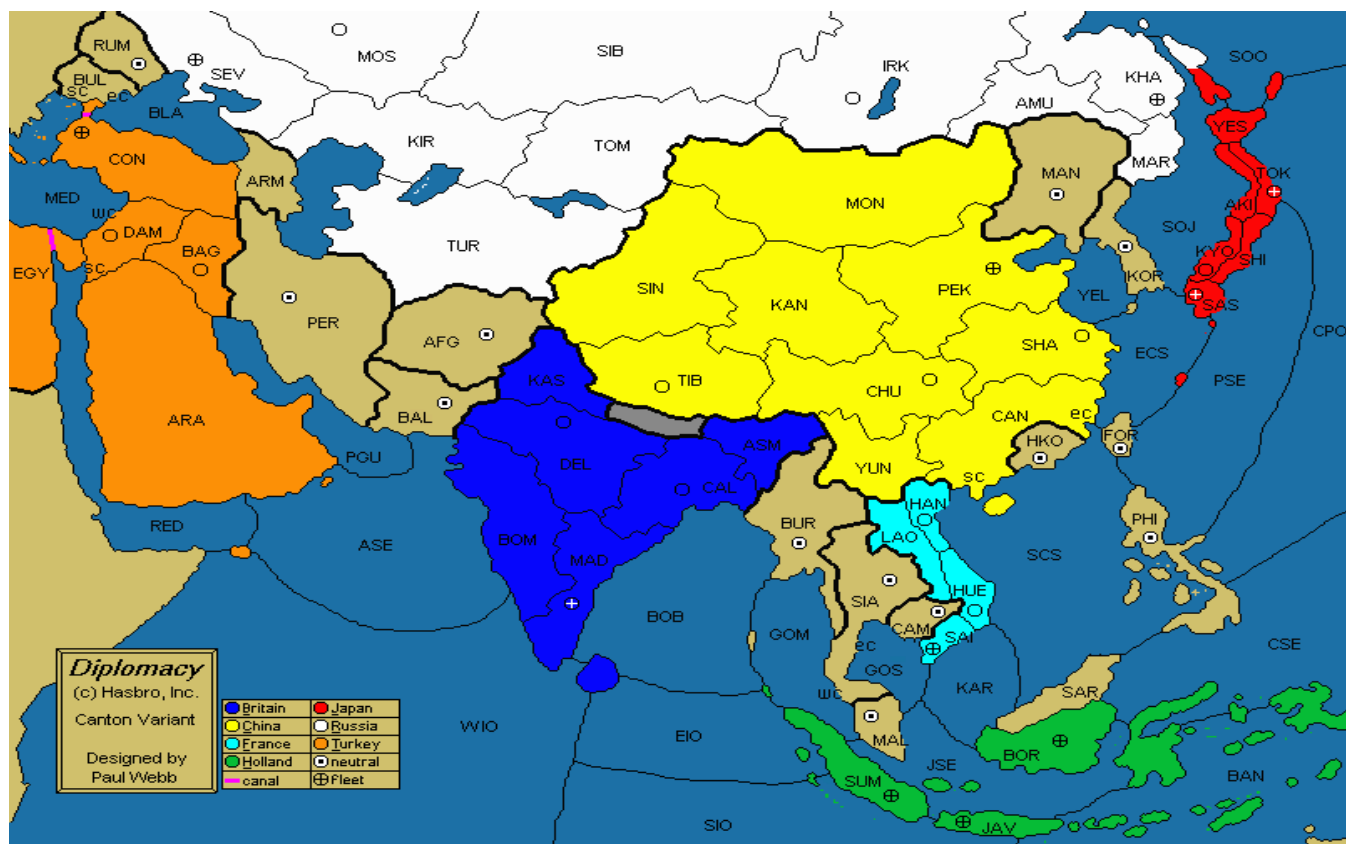 RUM
MOS
SIB
IRK
SOO
SEV
KHA
BUL
sc
ec
BLA
AMU
YES
CON
KIR
TOM
MAR
ARM
MAN
TOK
MED
MON
AKI
wc
DAM
SOJ
BAG
TUR
KYO
SHI
EGY
sc
KOR
SIN
KAN
PEK
YEL
SAS
PER
CPO
AFG
SHA
ECS
KAS
TIB
CHU
PSE
BAL
CAN
ec
ARA
HKO
FOR
ASM
PGU
DEL
YUN
sc
CAL
HAN
PHI
RED
BUR
ASE
BOM
LAO
SCS
MAD
SIA
HUE
BOB
CAM
GOM
ec
SAI
CSE
GOS
Diplomacy
(c) Hasbro, Inc.
Canton Variant
Designed by
Paul Webb
KAR
SAR
wc
Britain
Japan
China
Russia
France
Turkey
Holland
neutral
canal
fleet
WIO
EIO
MAL
BOR
JSE
BAN
SUM
SIO
JAV